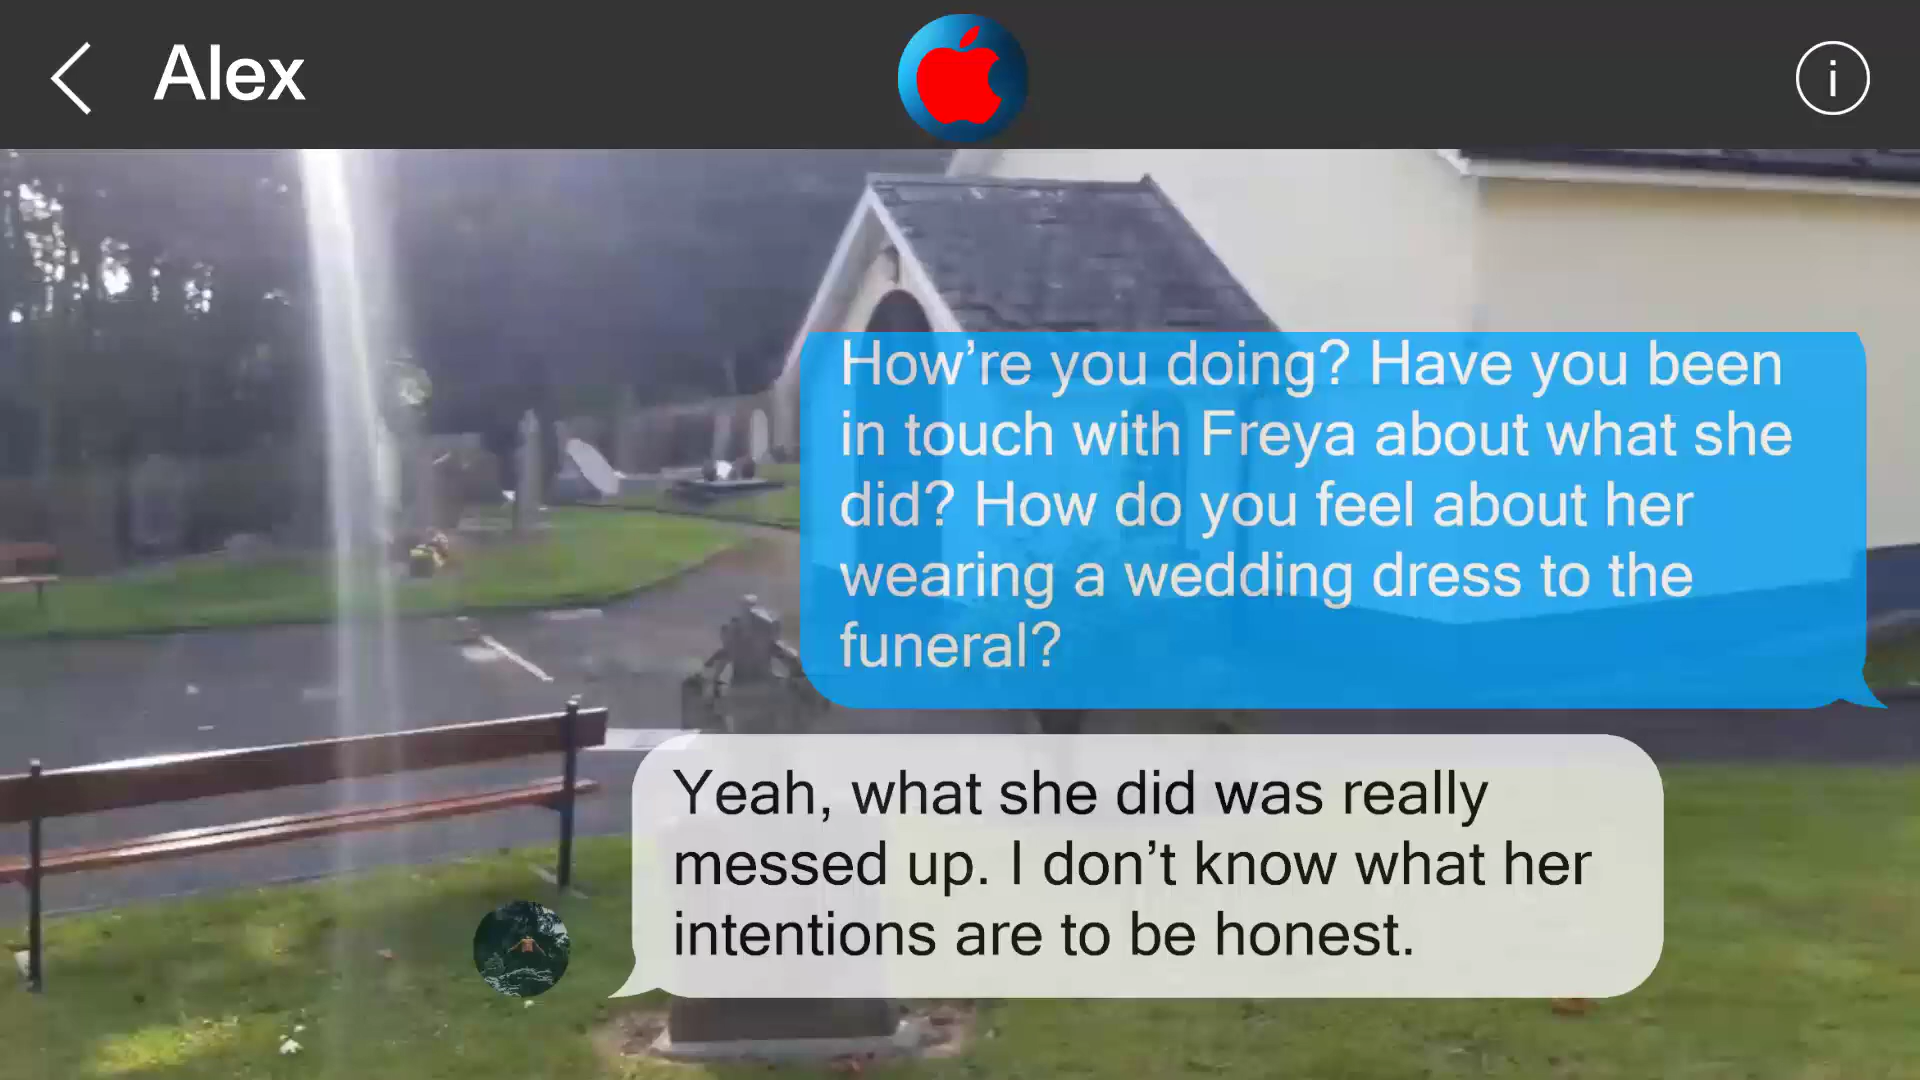 Alex
How’re you doing? Have you been
in touch with Freya about what she
did? How do you feel about her
wearing a wedding dress to the
funeral?
Yeah, what she did was really
messed up. I don’t know what her
intentions are to be honest.